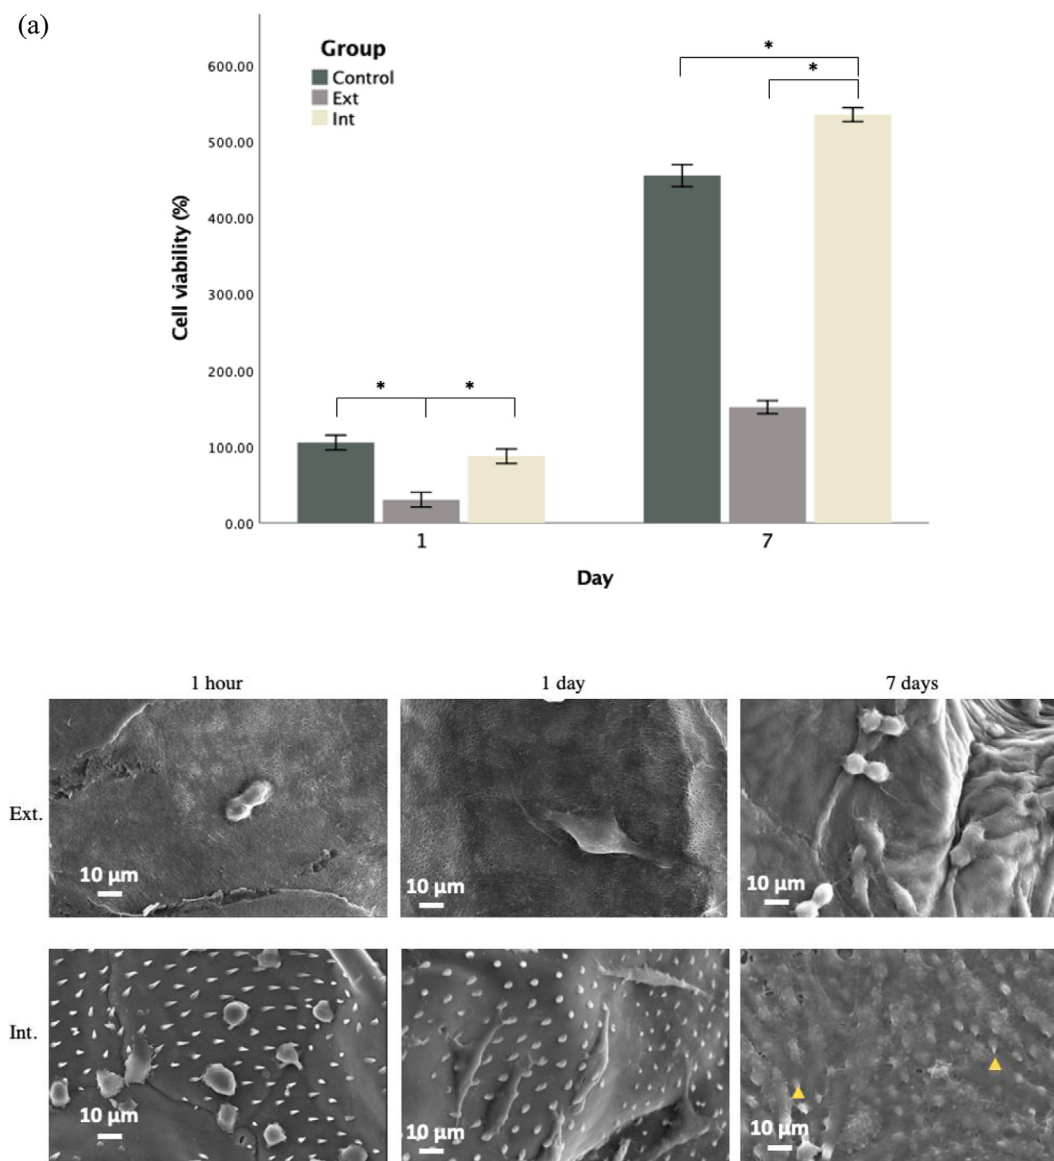 (a)
Group
Control
Ext
Int
600.00
500.00
400.00
300.00
200.00
100.00
0.00
Cell viability (%)
*
*
*
*
1
7
Day
1 hour
1 day
7 days
Ext.
10 μm
10 μm
10 μm
Int.
10 μm
10 μm
10 μm